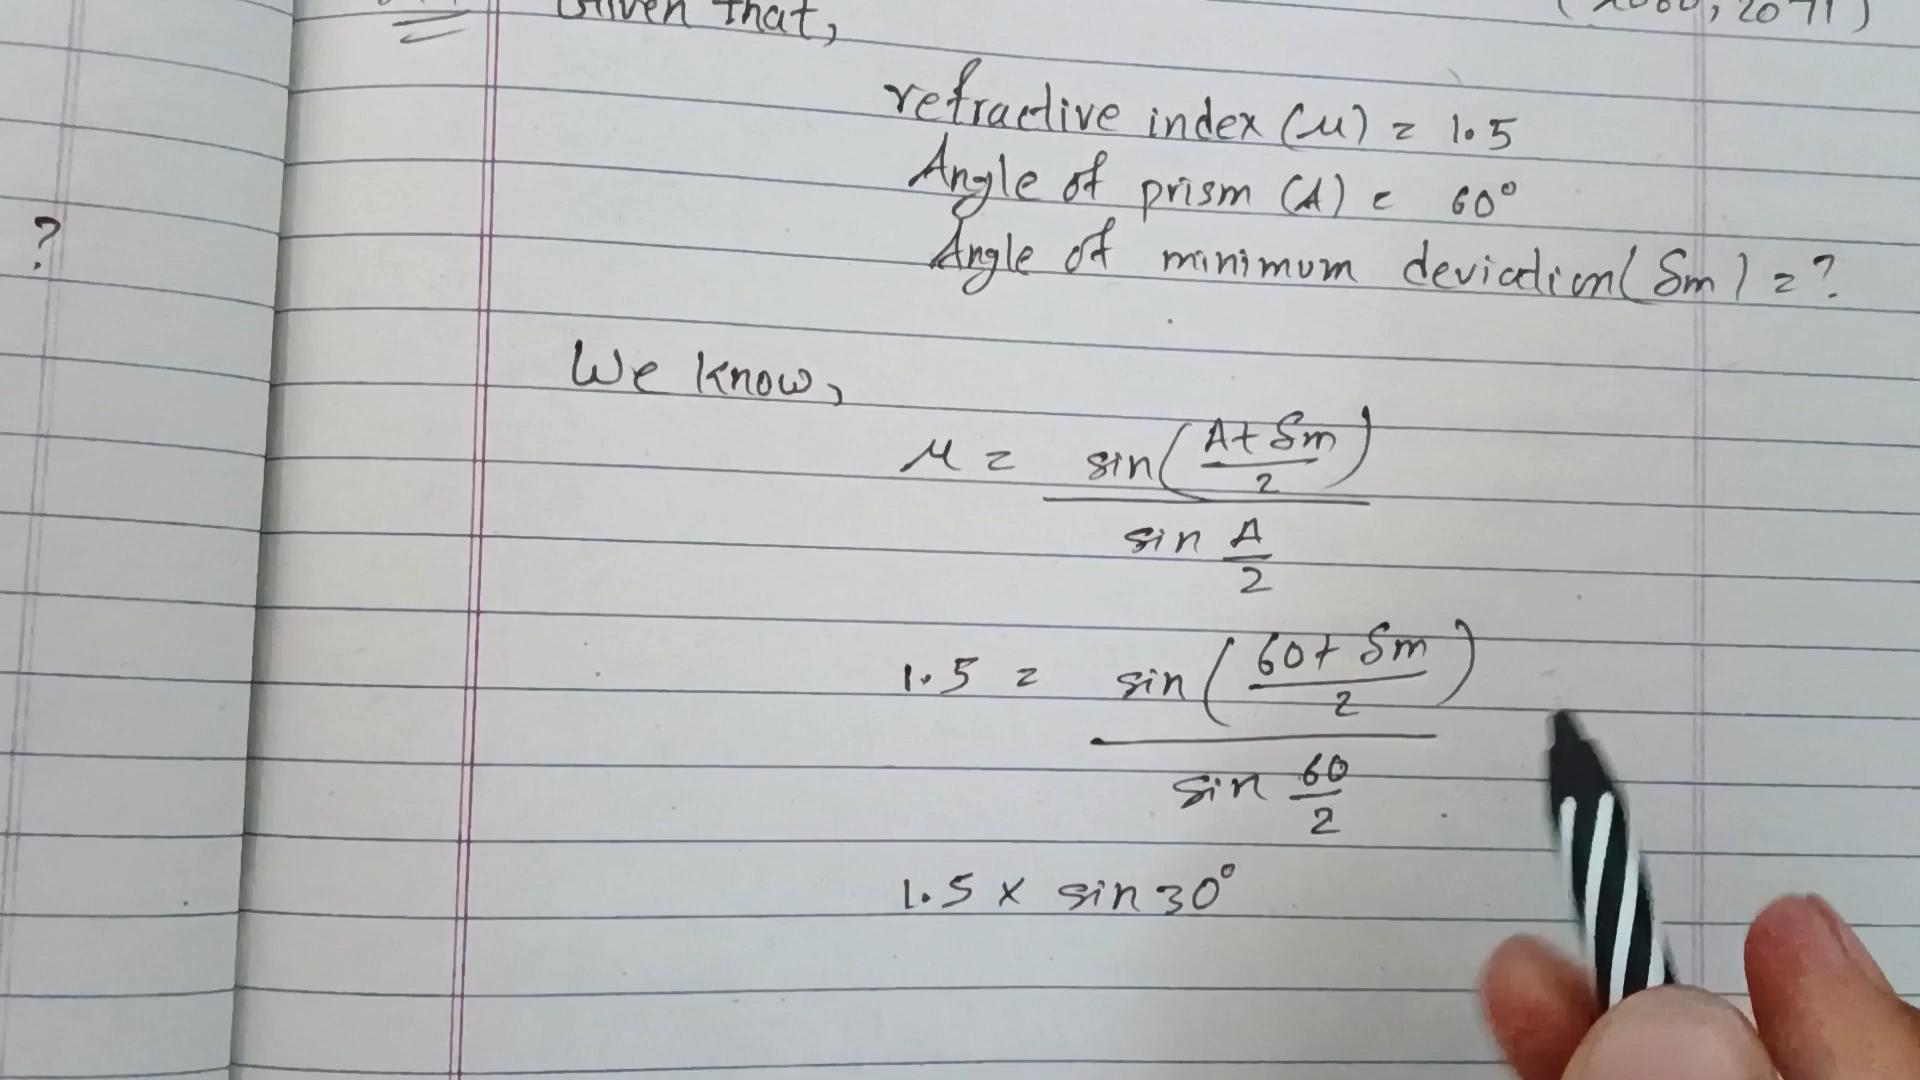 Given that,
refractive index (μ) = 1.5
Angle of prism (A) = 60°
?
Angle of minimum deviation (δm) = ?
We know,
μ = sin((A + δm)/2) / sin A/2
1.5 = sin((60 + δm)/2) / sin 60/2
1.5 × sin 30°